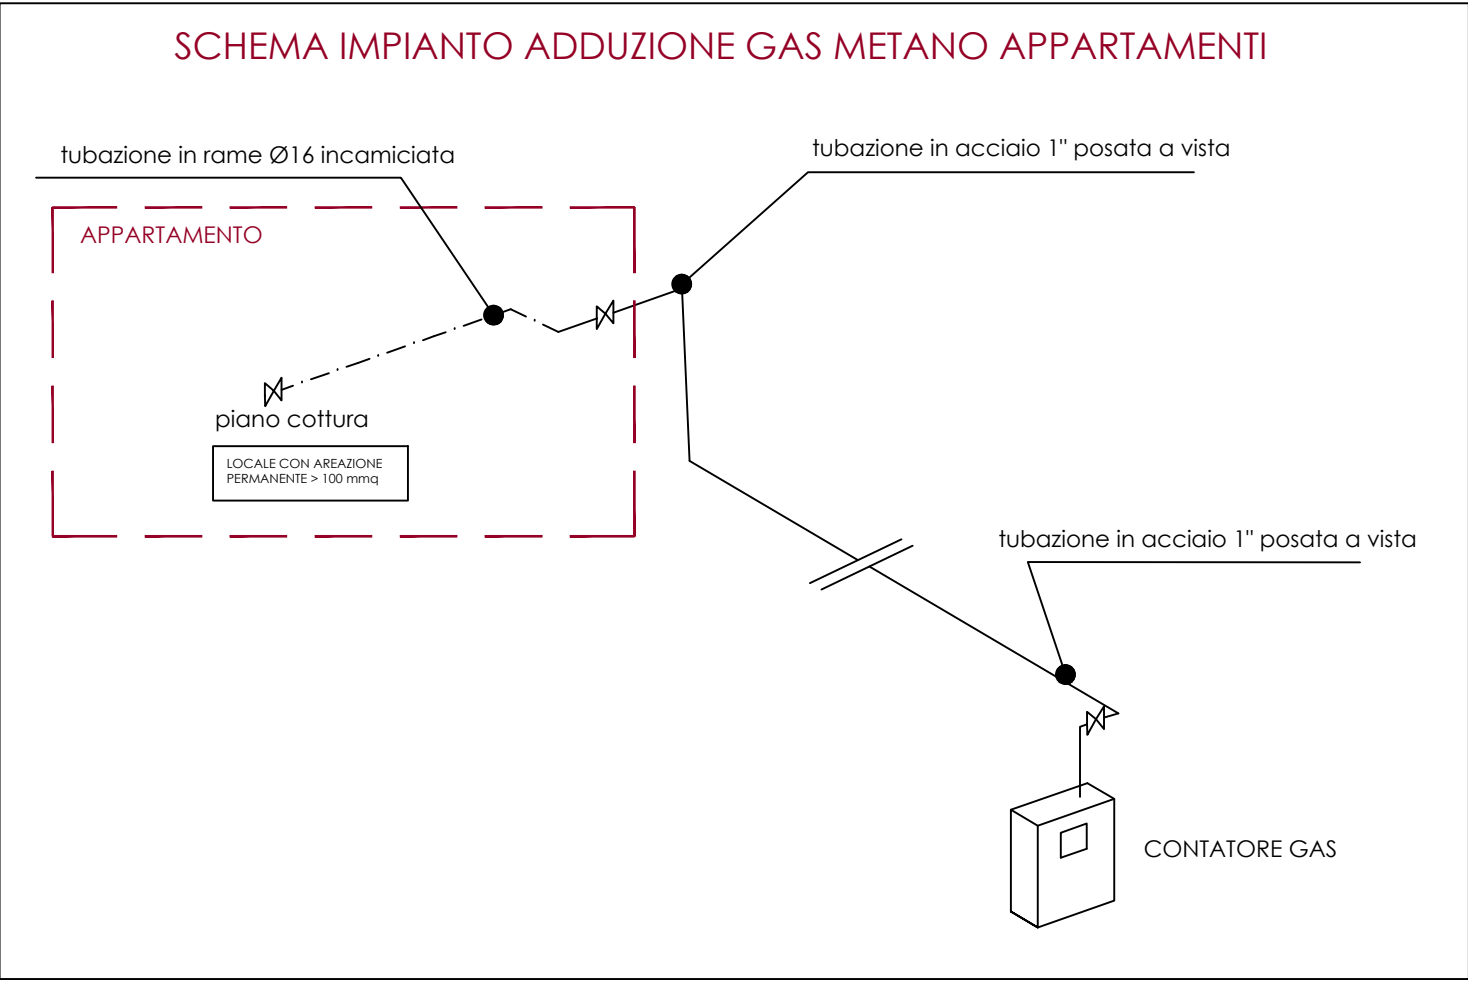 SCHEMA IMPIANTO ADDUZIONE GAS METANO APPARTAMENTI
tubazione in rame Ø16 incamiciata
tubazione in acciaio 1" posata a vista
APPARTAMENTO
piano cottura
LOCALE CON AREAZIONE
PERMANENTE > 100 mmq
tubazione in acciaio 1" posata a vista
CONTATORE GAS